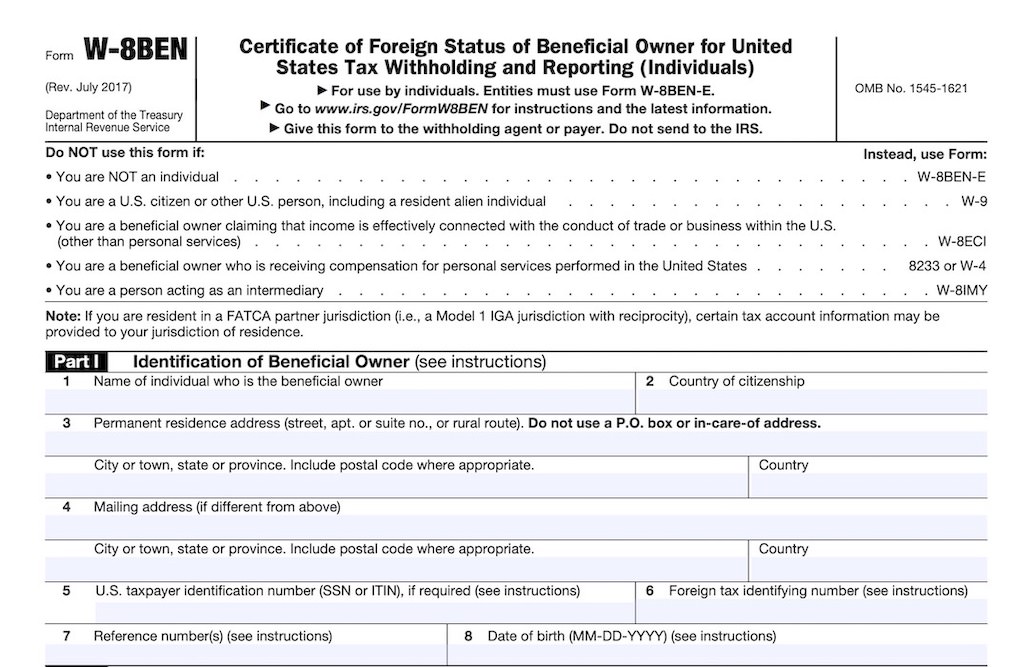 Form W-8BEN
(Rev. July 2017)
Department of the Treasury
Internal Revenue Service
Certificate of Foreign Status of Beneficial Owner for United
States Tax Withholding and Reporting (Individuals)
▶ For use by individuals. Entities must use Form W-8BEN-E.
▶ Go to www.irs.gov/FormW8BEN for instructions and the latest information.
▶ Give this form to the withholding agent or payer. Do not send to the IRS.
OMB No. 1545-1621
Do NOT use this form if: Instead, use Form:
• You are NOT an individual . . . . . . . . . . . . . . . . . . . . . . . . . . . . . . . W-8BEN-E
• You are a U.S. citizen or other U.S. person, including a resident alien individual . . . . . . . . . . . . . . . . . W-9
• You are a beneficial owner claiming that income is effectively connected with the conduct of trade or business within the U.S.
(other than personal services) . . . . . . . . . . . . . . . . . . . . . . . . . . . . . . . W-8ECI
• You are a beneficial owner who is receiving compensation for personal services performed in the United States . . . . . . . 8233 or W-4
• You are a person acting as an intermediary . . . . . . . . . . . . . . . . . . . . . . . . . . . . W-8IMY
Note: If you are resident in a FATCA partner jurisdiction (i.e., a Model 1 IGA jurisdiction with reciprocity), certain tax account information may be
provided to your jurisdiction of residence.
Part I Identification of Beneficial Owner (see instructions)
1 Name of individual who is the beneficial owner
2 Country of citizenship
3 Permanent residence address (street, apt. or suite no., or rural route). Do not use a P.O. box or in-care-of address.
City or town, state or province. Include postal code where appropriate.
Country
4 Mailing address (if different from above)
City or town, state or province. Include postal code where appropriate.
Country
5 U.S. taxpayer identification number (SSN or ITIN), if required (see instructions)
6 Foreign tax identifying number (see instructions)
7 Reference number(s) (see instructions)
8 Date of birth (MM-DD-YYYY) (see instructions)